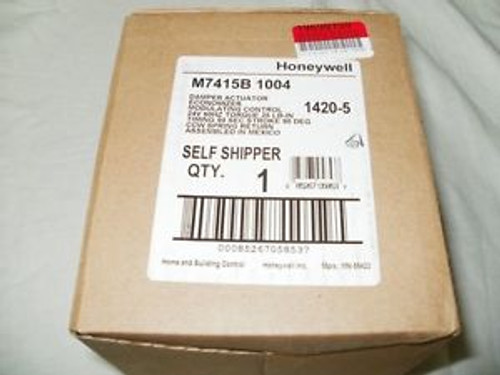 Honeywell
M7415B 1004
DAMPER ACTUATOR
ECONOMIZER
MODULATING CONTROL
24V 60HZ TORQUE 25 LB-IN
TIMING 90 SEC STROKE 90 DEG
CCW SPRING RETURN
ASSEMBLED IN MEXICO
1420-5
SELF SHIPPER
QTY. 1
00085267058537
Home and Building Control Honeywell Inc.